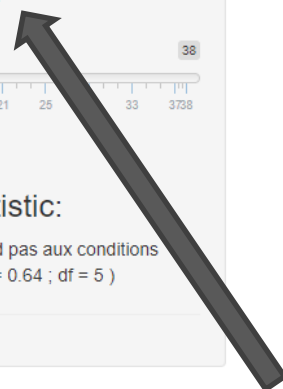 38
21 25 33 3738
istic:
d pas aux conditions
= 0.64 ; df = 5 )